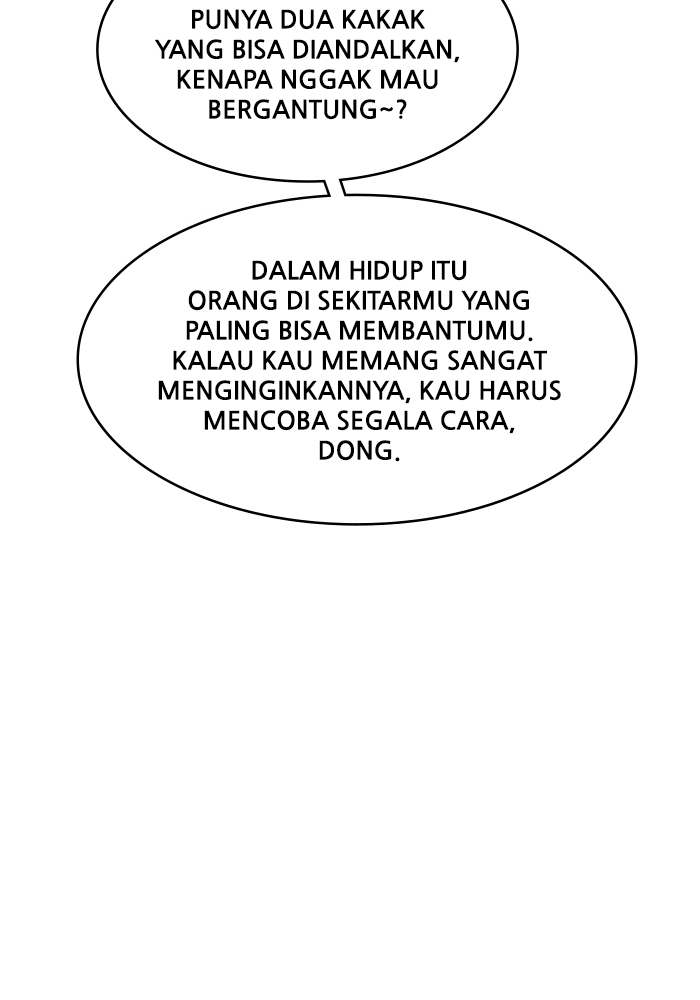 PUNYA DUA KAKAK
YANG BISA DIANDALKAN,
KENAPA NGGAK MAU
BERGANTUNG~?
DALAM HIDUP ITU
ORANG DI SEKITARMU YANG
PALING BISA MEMBANTUMU.
KALAU KAU MEMANG SANGAT
MENGINGINKANNYA, KAU HARUS
MENCOBA SEGALA CARA,
DONG.